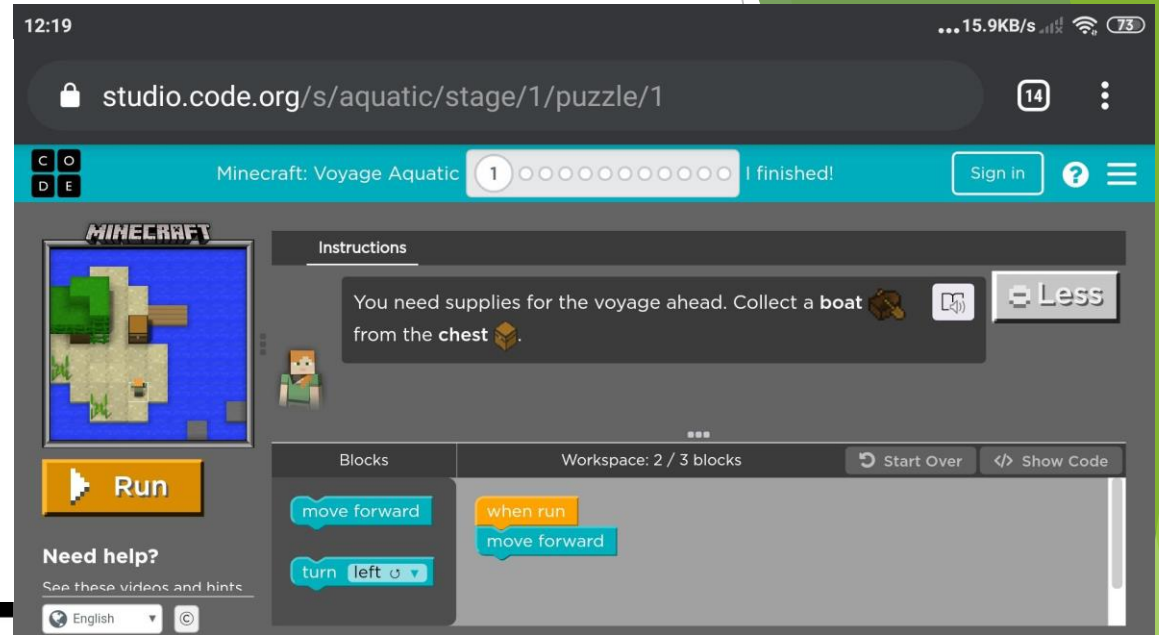 12:19
...15.9KB/s 73
studio.code.org/s/aquatic/stage/1/puzzle/1
14
CO
DE
Minecraft: Voyage Aquatic
1
I finished!
Sign in
?
MINECRAFT
Instructions
You need supplies for the voyage ahead. Collect a boat
from the chest .
Less
Blocks
Workspace: 2 / 3 blocks
Start Over
</> Show Code
Run
move forward
turn left ↺ ▼
when run
move forward
Need help?
See these videos and hints
English ▼
©